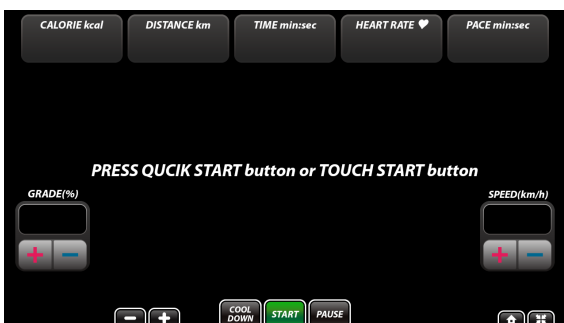 CALORIE kcal DISTANCE km TIME min:sec HEART RATE ♥ PACE min:sec
PRESS QUCIK START button or TOUCH START button
GRADE(%) SPEED(km/h)
+ − + −
− + COOL DOWN START PAUSE